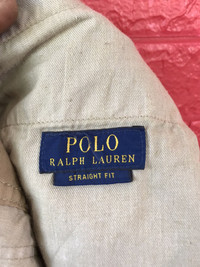 POLO
RALPH LAUREN
STRAIGHT FIT